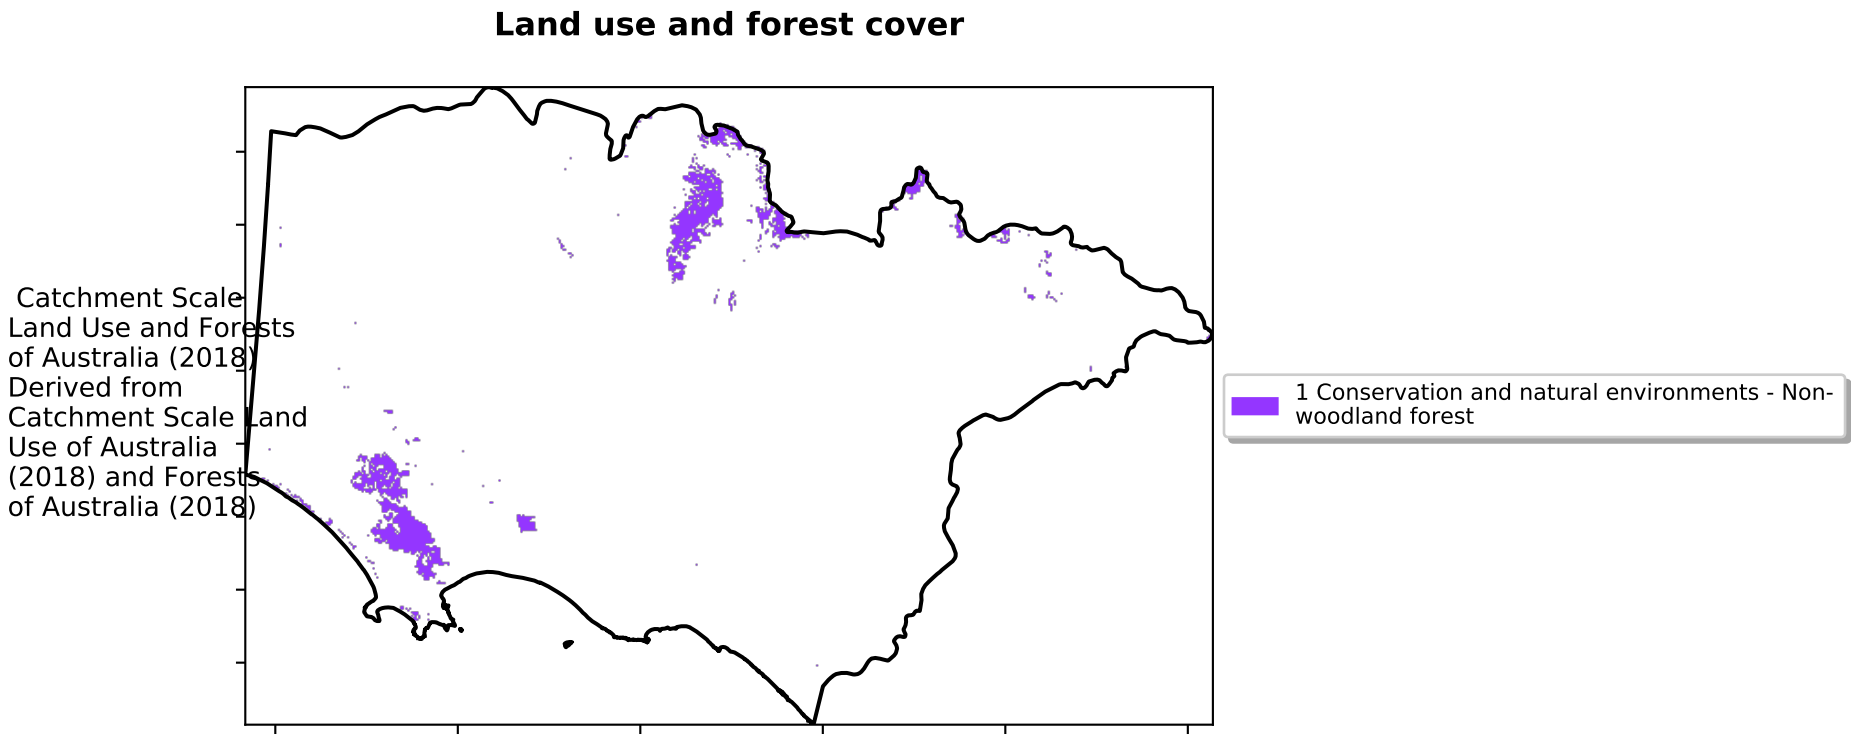 Land use and forest cover
Catchment Scale
Land Use and Forests
of Australia (2018)
Derived from
Catchment Scale Land
Use of Australia
(2018) and Forests
of Australia (2018)
1 Conservation and natural environments - Non-
woodland forest